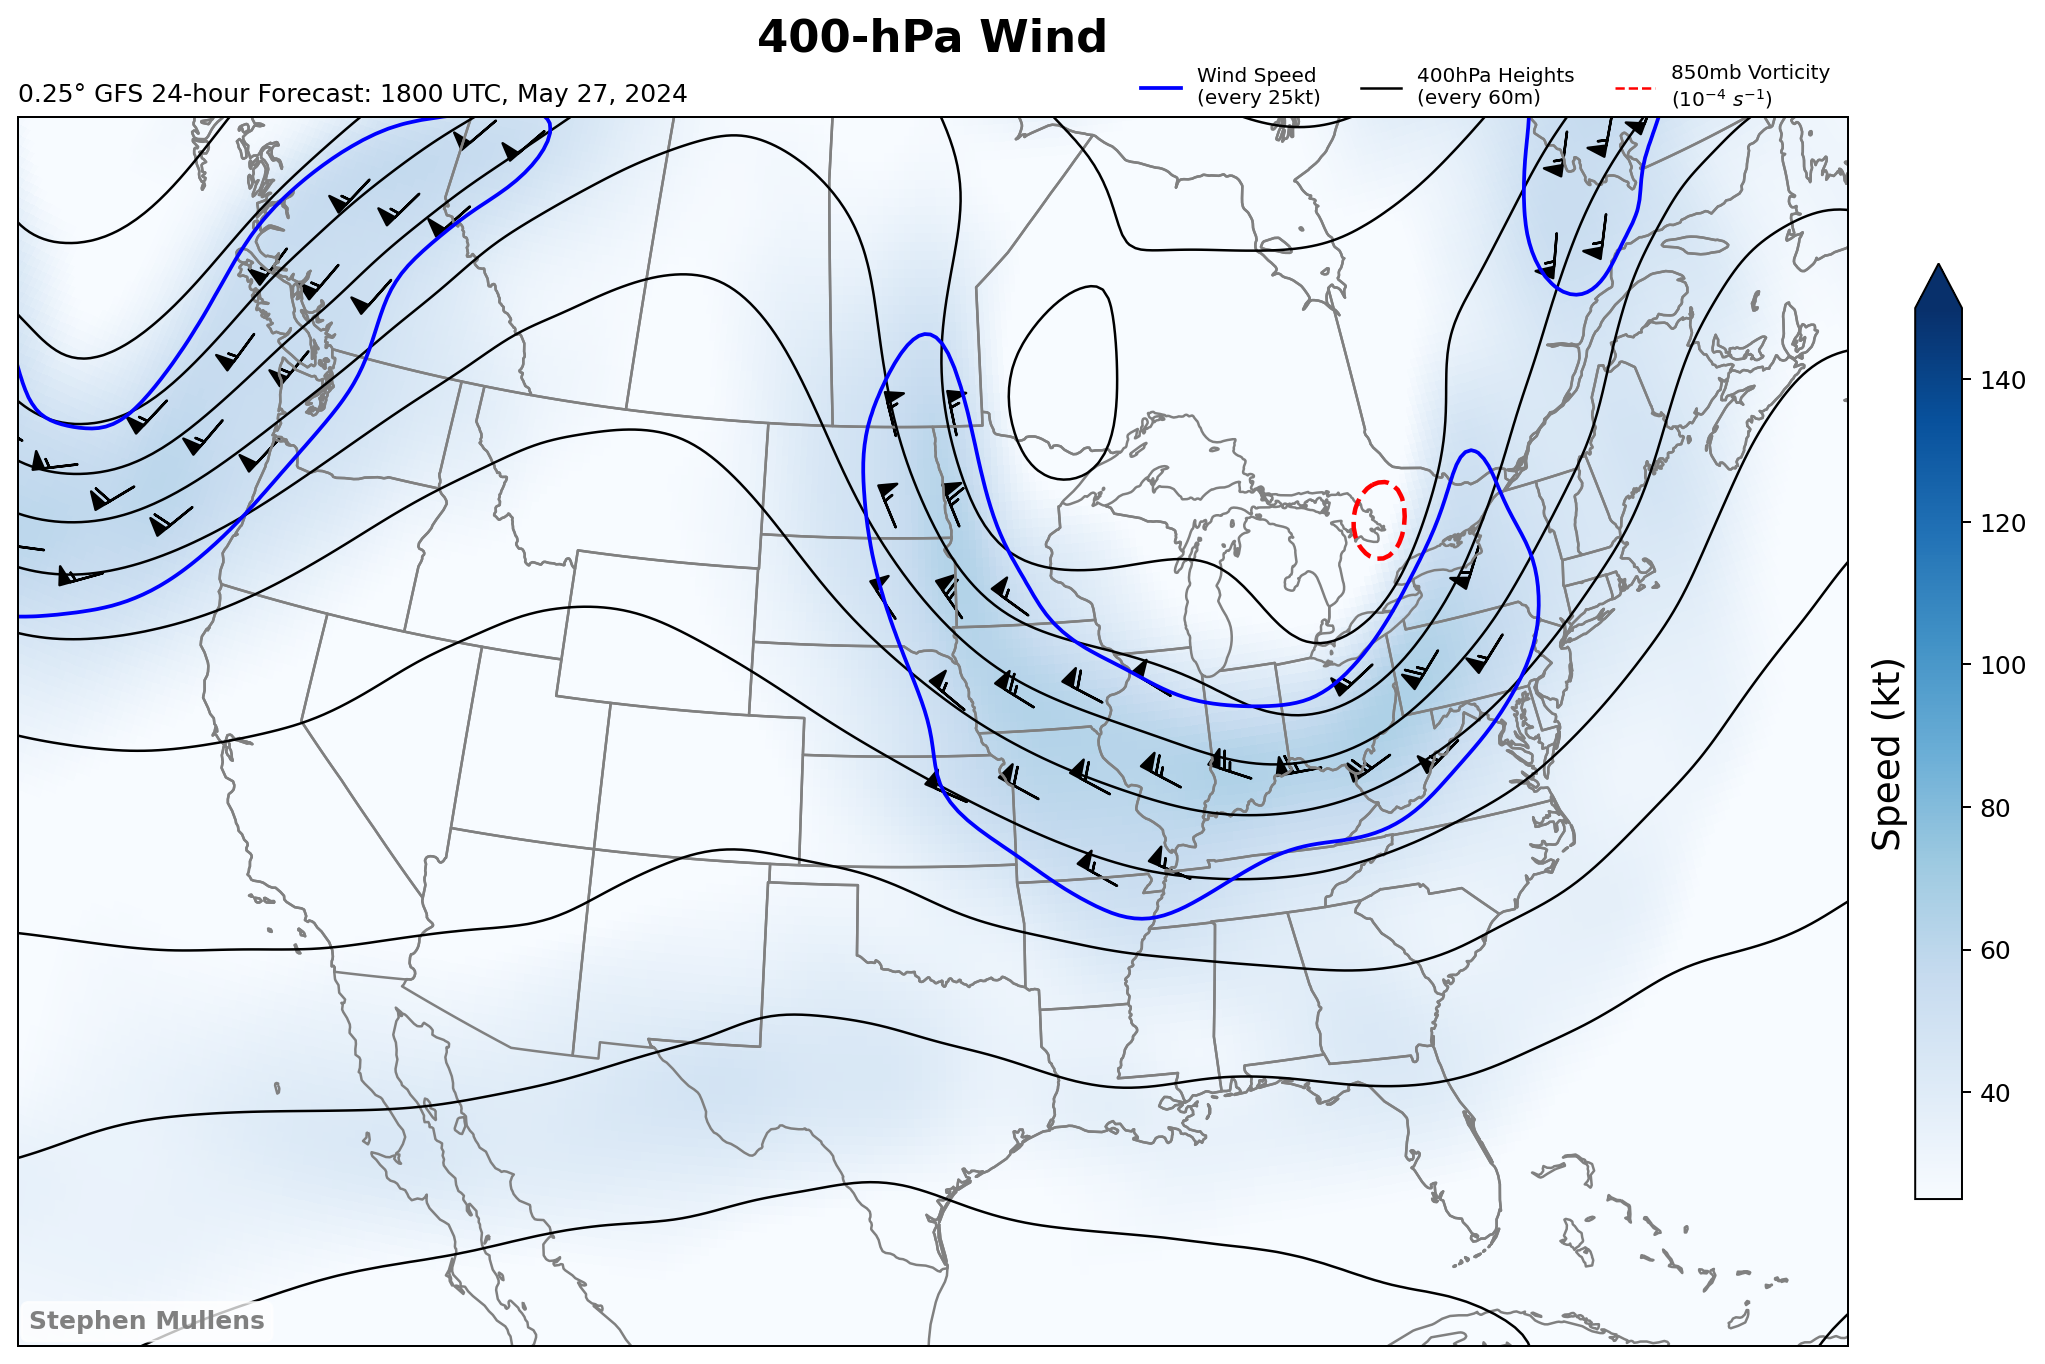 400-hPa Wind
0.25° GFS 24-hour Forecast: 1800 UTC, May 27, 2024
Wind Speed
(every 25kt)
400hPa Heights
(every 60m)
850mb Vorticity
(10⁻⁴ s⁻¹)
140
120
100
80
60
40
Speed (kt)
Stephen Mullens